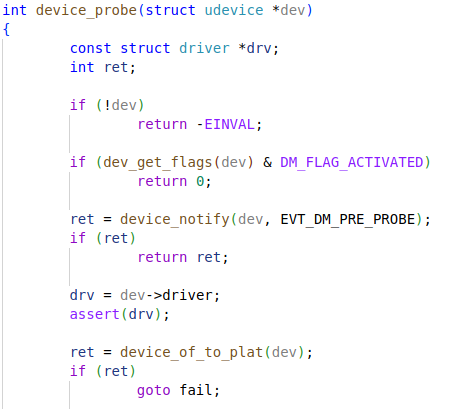 int device_probe(struct udevice *dev)
{
        const struct driver *drv;
        int ret;

        if (!dev)
                return -EINVAL;

        if (dev_get_flags(dev) & DM_FLAG_ACTIVATED)
                return 0;

        ret = device_notify(dev, EVT_DM_PRE_PROBE);
        if (ret)
                return ret;

        drv = dev->driver;
        assert(drv);

        ret = device_of_to_plat(dev);
        if (ret)
                goto fail;